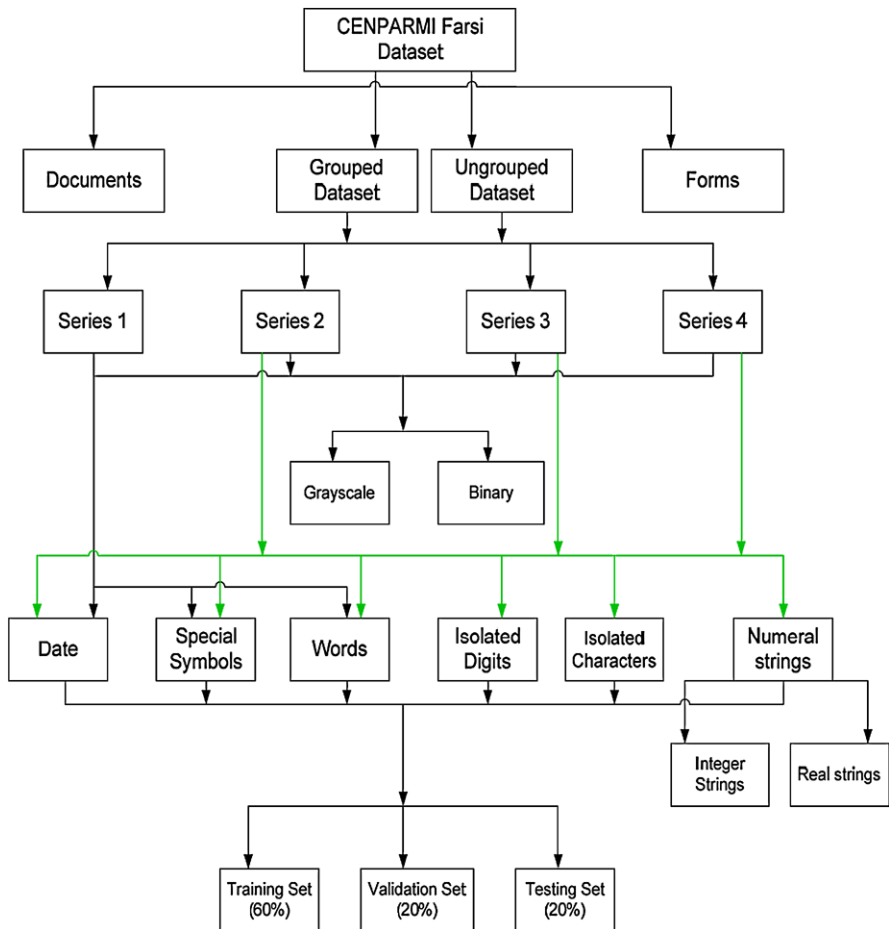 CENPARMI Farsi
Dataset
Documents
Grouped
Dataset
Ungrouped
Dataset
Forms
Series 1
Series 2
Series 3
Series 4
Grayscale
Binary
Date
Special
Symbols
Words
Isolated
Digits
Isolated
Characters
Numeral
strings
Integer
Strings
Real strings
Training Set
(60%)
Validation Set
(20%)
Testing Set
(20%)